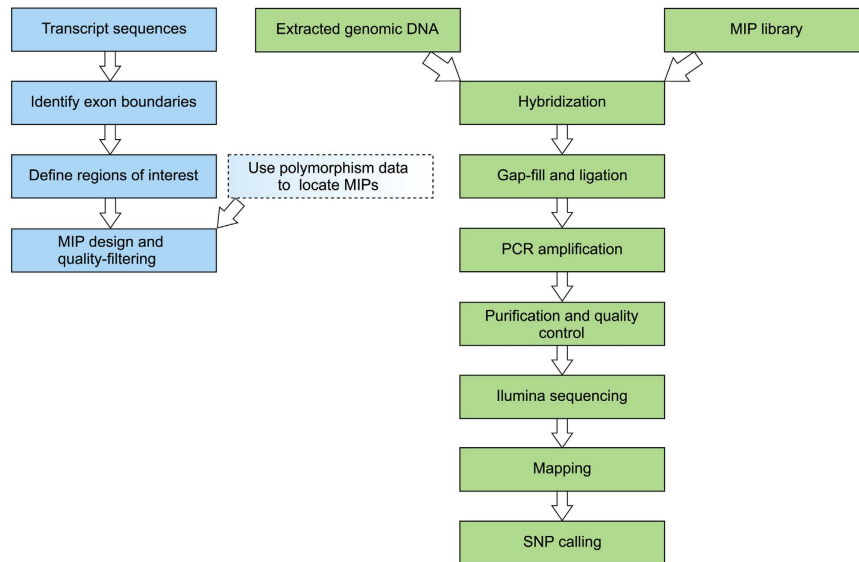 Transcript sequences
Identify exon boundaries
Define regions of interest
Use polymorphism data
to locate MIPs
MIP design and
quality-filtering
Extracted genomic DNA
MIP library
Hybridization
Gap-fill and ligation
PCR amplification
Purification and quality
control
Ilumina sequencing
Mapping
SNP calling